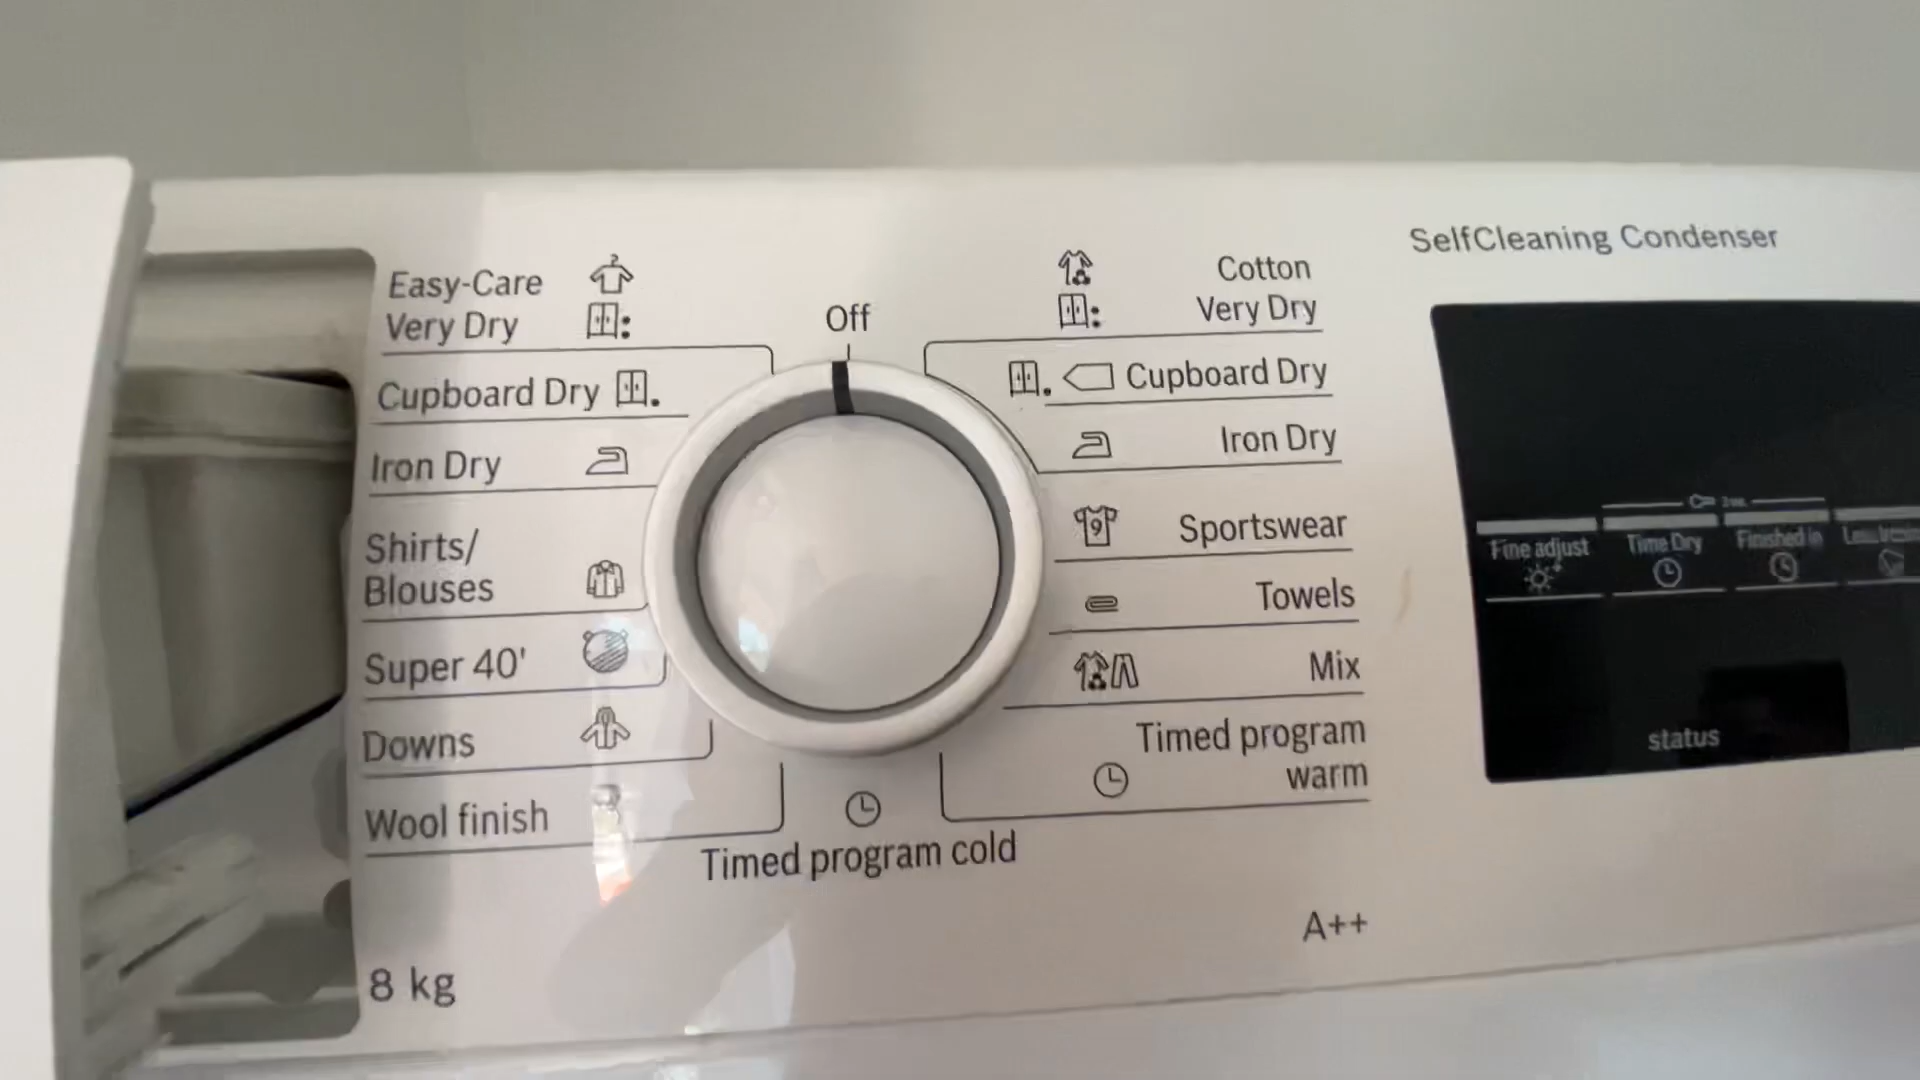 SelfCleaning Condenser
Easy-Care
Very Dry
Cupboard Dry
Iron Dry
Shirts/
Blouses
Super 40'
Downs
Wool finish
8 kg
Off
Timed program cold
Cotton
Very Dry
Cupboard Dry
Iron Dry
9
Sportswear
Towels
Mix
Timed program
warm
A++
Fine adjust
Time Dry
Finished in
status